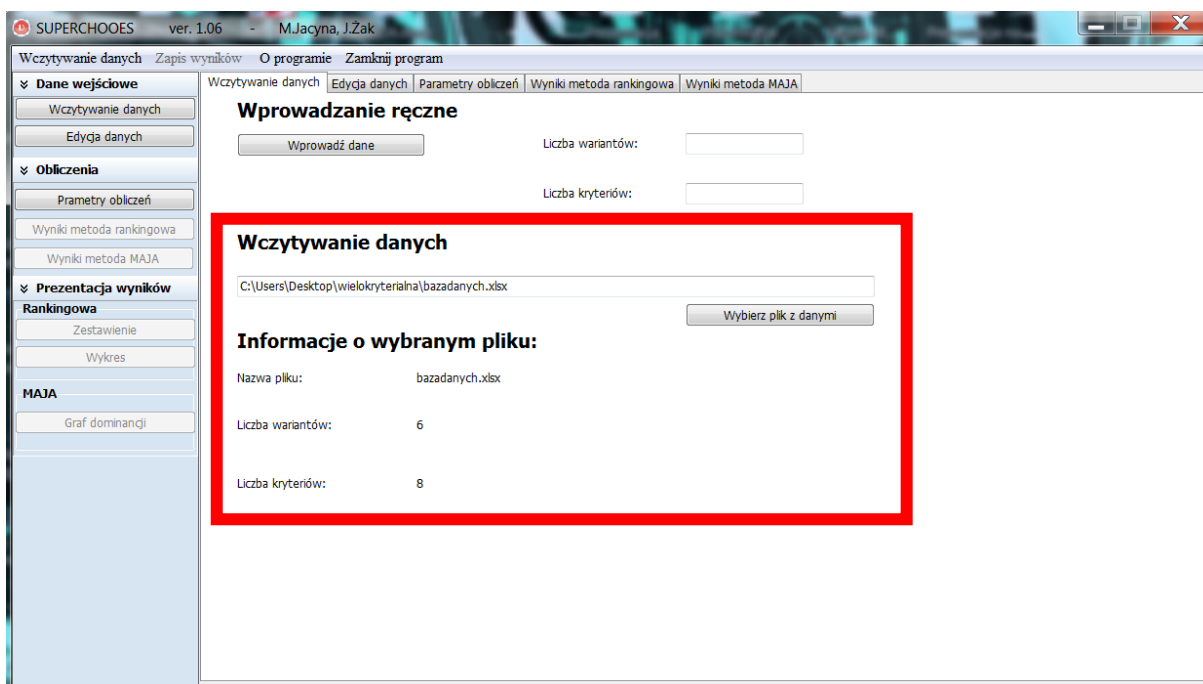 SUPERCHOOES ver. 1.06 - M.Jacyna, J.Żak
Wczytywanie danych Zapis wyników O programie Zamknij program
Dane wejściowe
Wczytywanie danych
Edycja danych
Obliczenia
Prametry obliczeń
Wyniki metoda rankingowa
Wyniki metoda MAJA
Prezentacja wyników
Rankingowa
Zestawienie
Wykres
MAJA
Graf dominancji
Wczytywanie danych Edycja danych Parametry obliczeń Wyniki metoda rankingowa Wyniki metoda MAJA
Wprowadzanie ręczne
Wprowadź dane Liczba wariantów:
Liczba kryteriów:
Wczytywanie danych
C:\Users\Desktop\wielokryterialna\bazadanych.xlsx
Wybierz plik z danymi
Informacje o wybranym pliku:
Nazwa pliku: bazadanych.xlsx
Liczba wariantów: 6
Liczba kryteriów: 8